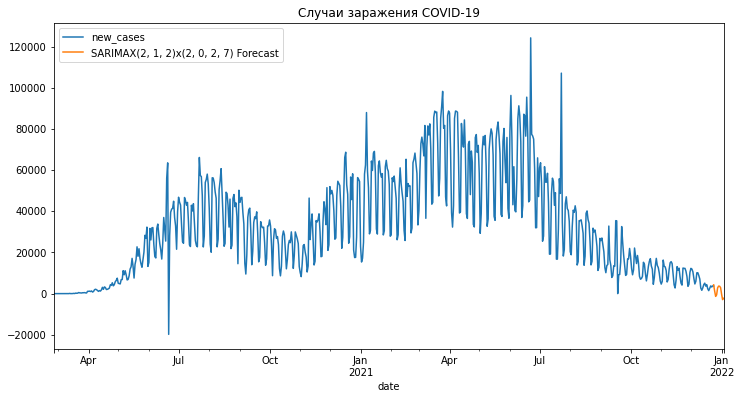 Случаи заражения COVID-19
new_cases
SARIMAX(2, 1, 2)x(2, 0, 2, 7) Forecast
120000
100000
80000
60000
40000
20000
0
−20000
Apr
Jul
Oct
Jan
2021
Apr
Jul
Oct
Jan
2022
date